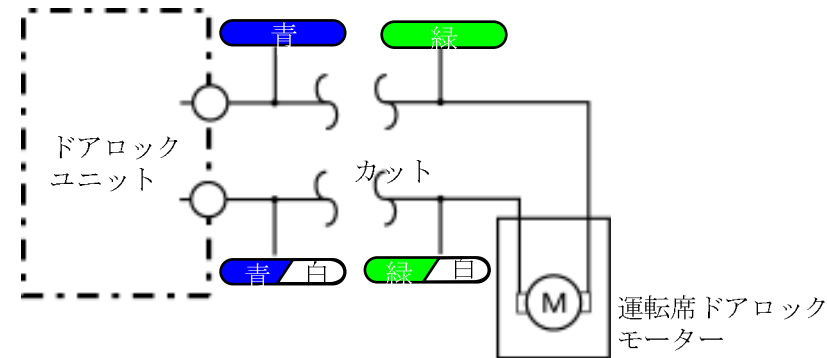 青
緑
ドアロック
ユニット
カット
青 白
緑 白
M
運転席ドアロック
モーター